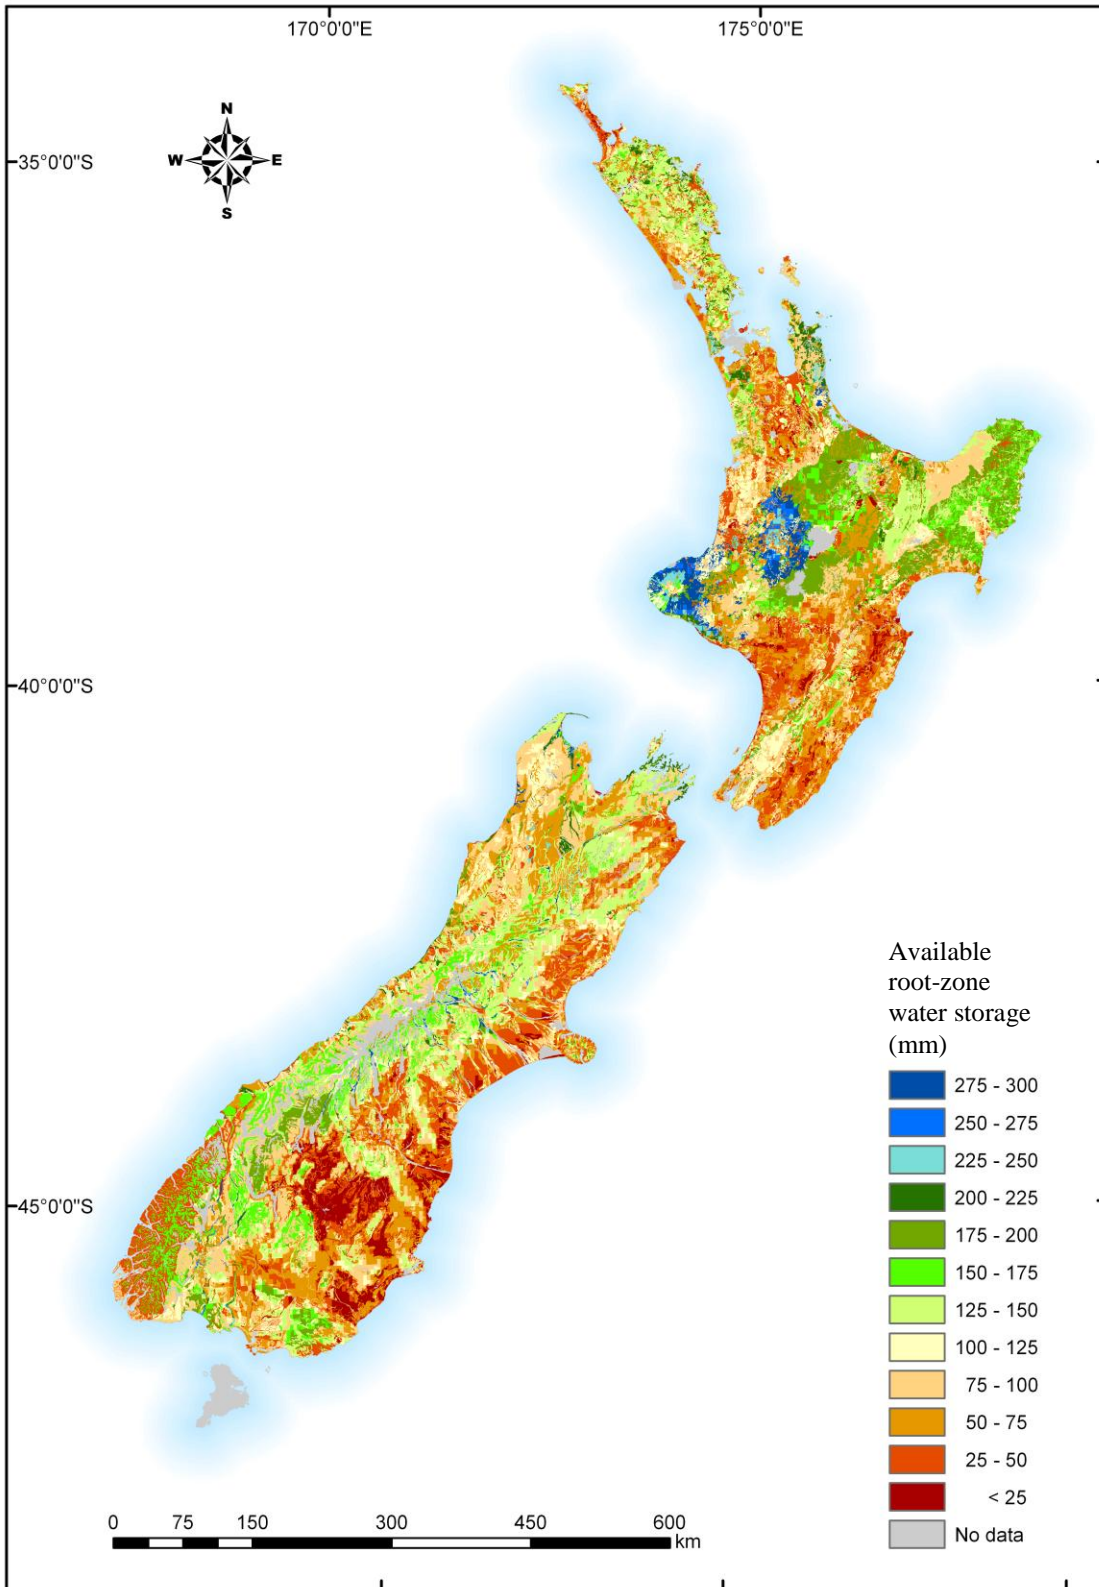 170°0'0"E
175°0'0"E
N
W
E
S
35°0'0"S
40°0'0"S
45°0'0"S
Available
root-zone
water storage
(mm)
275 - 300
250 - 275
225 - 250
200 - 225
175 - 200
150 - 175
125 - 150
100 - 125
75 - 100
50 - 75
25 - 50
< 25
No data
0 75 150 300 450 600
km